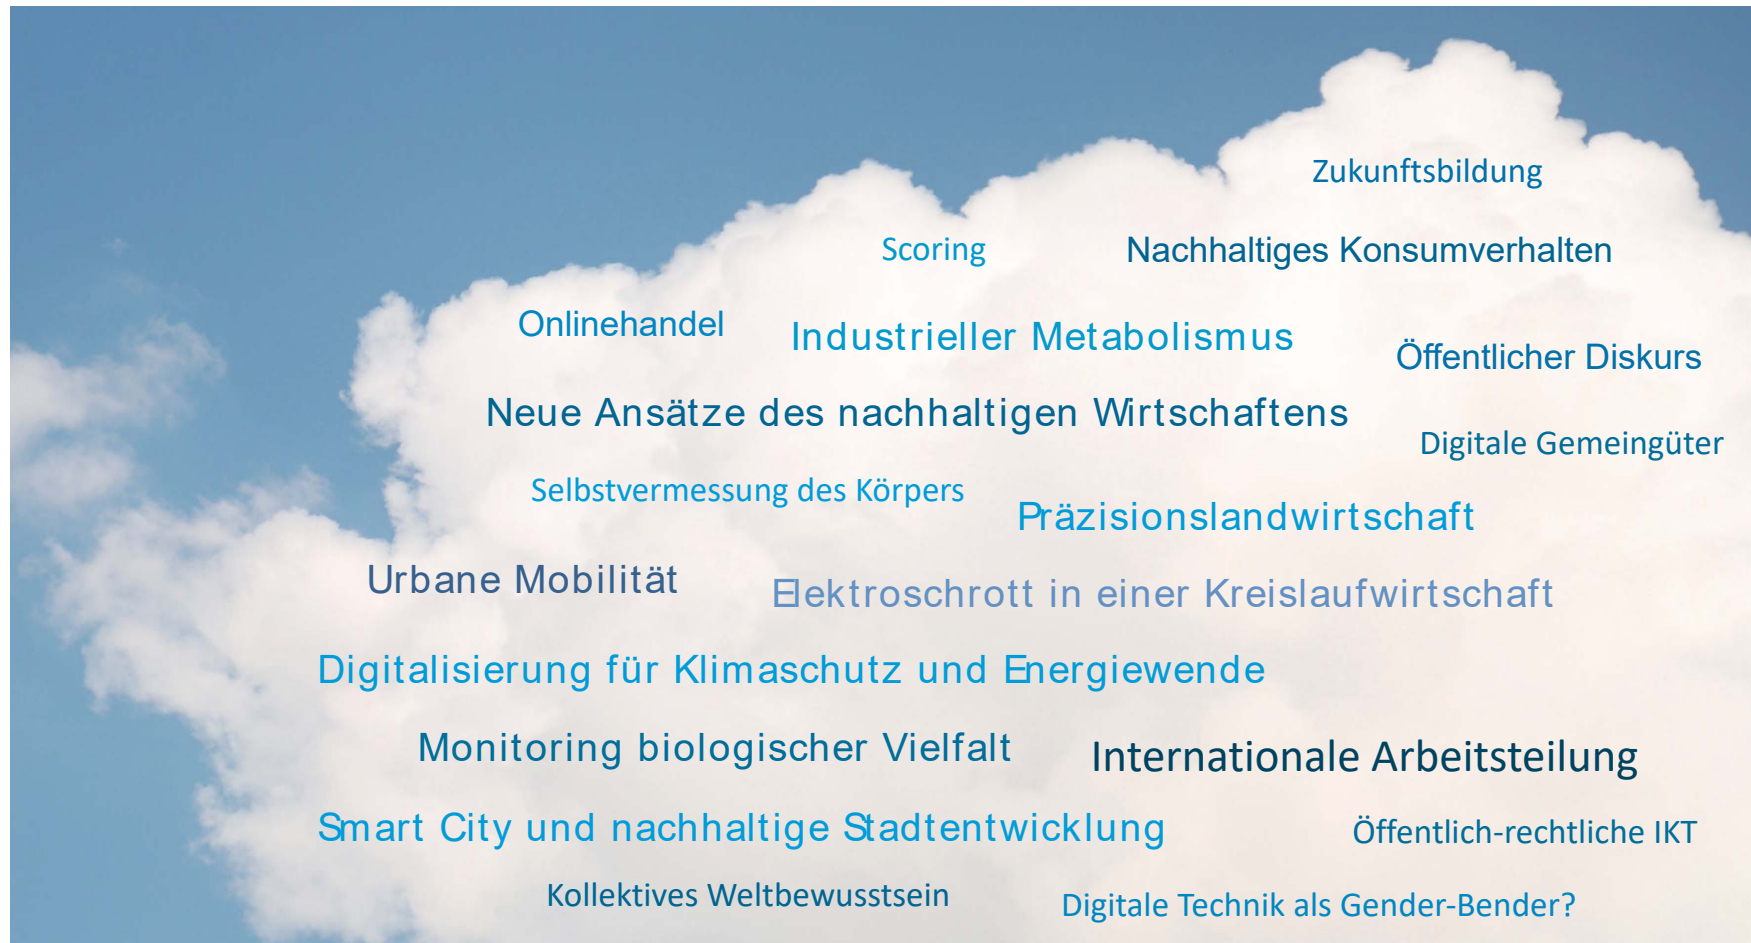 Zukunftsbildung
Scoring
Nachhaltiges Konsumverhalten
Onlinehandel
Industrieller Metabolismus
Öffentlicher Diskurs
Neue Ansätze des nachhaltigen Wirtschaftens
Digitale Gemeingüter
Selbstvermessung des Körpers
Präzisionslandwirtschaft
Urbane Mobilität
Elektroschrott in einer Kreislaufwirtschaft
Digitalisierung für Klimaschutz und Energiewende
Monitoring biologischer Vielfalt
Internationale Arbeitsteilung
Smart City und nachhaltige Stadtentwicklung
Öffentlich-rechtliche IKT
Kollektives Weltbewusstsein
Digitale Technik als Gender-Bender?